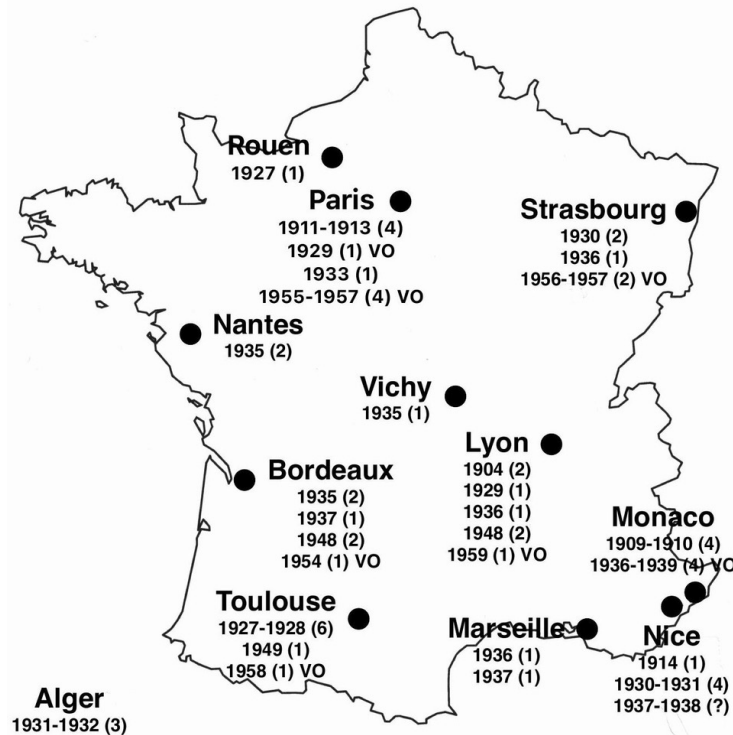 Rouen
1927 (1)
Paris
1911-1913 (4)
1929 (1) VO
1933 (1)
1955-1957 (4) VO
Strasbourg
1930 (2)
1936 (1)
1956-1957 (2) VO
Nantes
1935 (2)
Vichy
1935 (1)
Lyon
1904 (2)
1929 (1)
1936 (1)
1948 (2)
1959 (1) VO
Bordeaux
1935 (2)
1937 (1)
1948 (2)
1954 (1) VO
Monaco
1909-1910 (4)
1936-1939 (4) VO
Toulouse
1927-1928 (6)
1949 (1)
1958 (1) VO
Marseille
1936 (1)
1937 (1)
Nice
1914 (1)
1930-1931 (4)
1937-1938 (?)
Alger
1931-1932 (3)